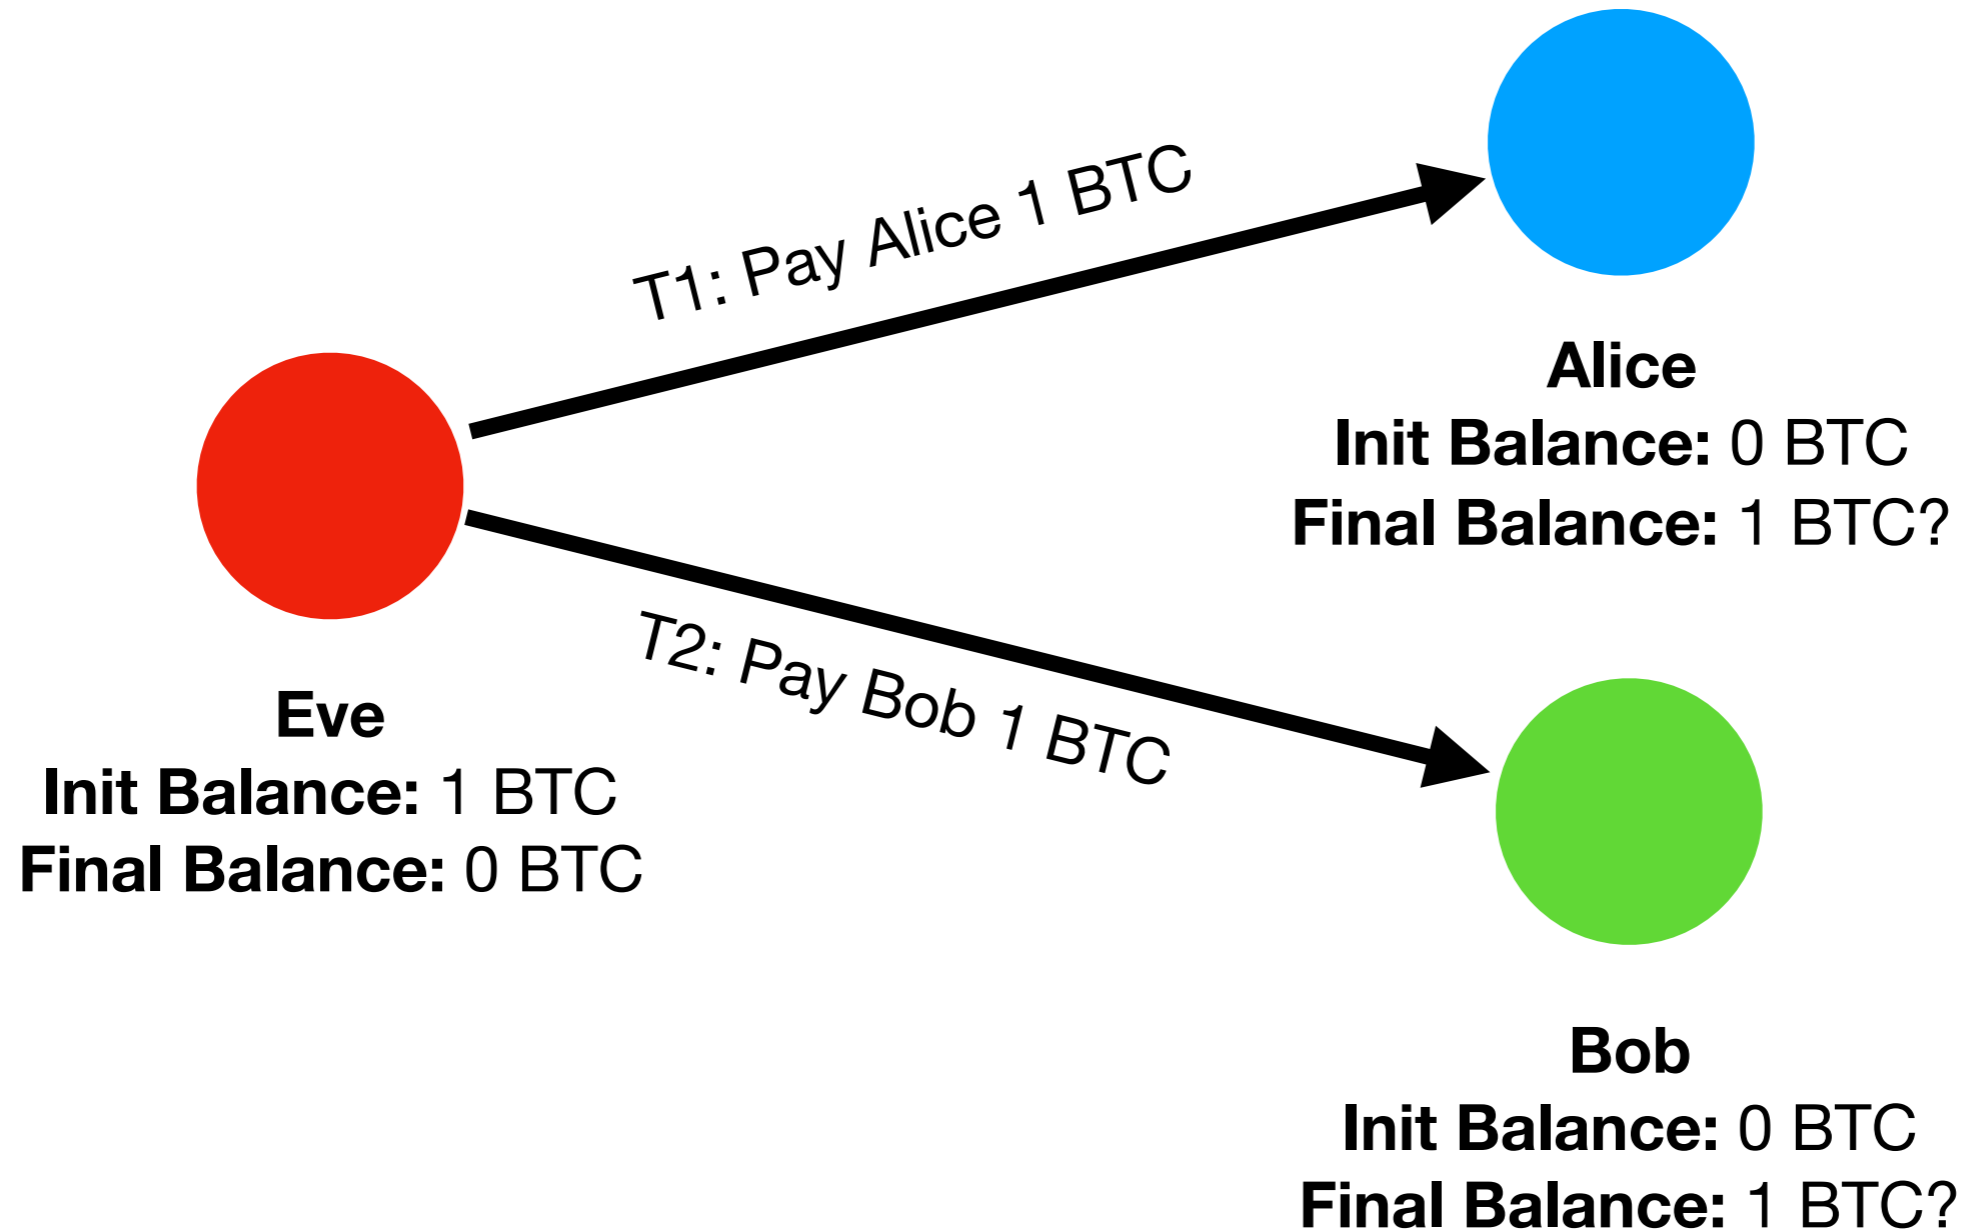 T1: Pay Alice 1 BTC
Alice
Init Balance: 0 BTC
Final Balance: 1 BTC?
T2: Pay Bob 1 BTC
Eve
Init Balance: 1 BTC
Final Balance: 0 BTC
Bob
Init Balance: 0 BTC
Final Balance: 1 BTC?